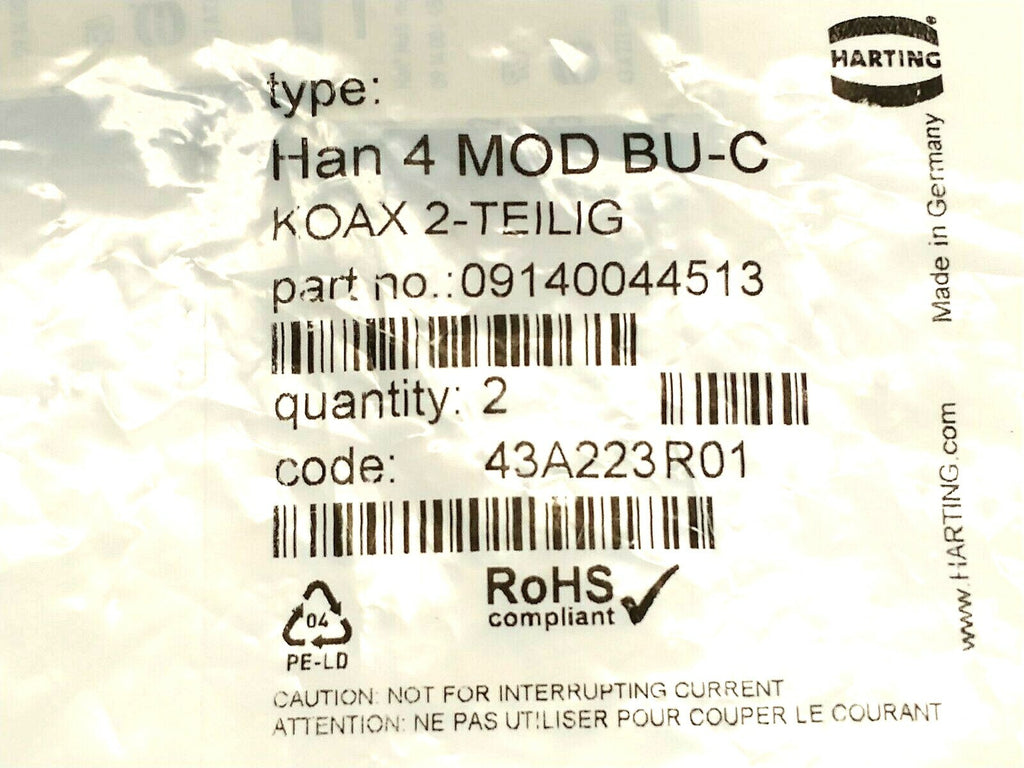 HARTING®
type:
Han 4 MOD BU-C
KOAX 2-TEILIG
part no.:09140044513
quantity: 2
code: 43A223R01
RoHS
compliant
04
PE-LD
CAUTION: NOT FOR INTERRUPTING CURRENT
ATTENTION: NE PAS UTILISER POUR COUPER LE COURANT
Made in Germany
www.HARTING.com